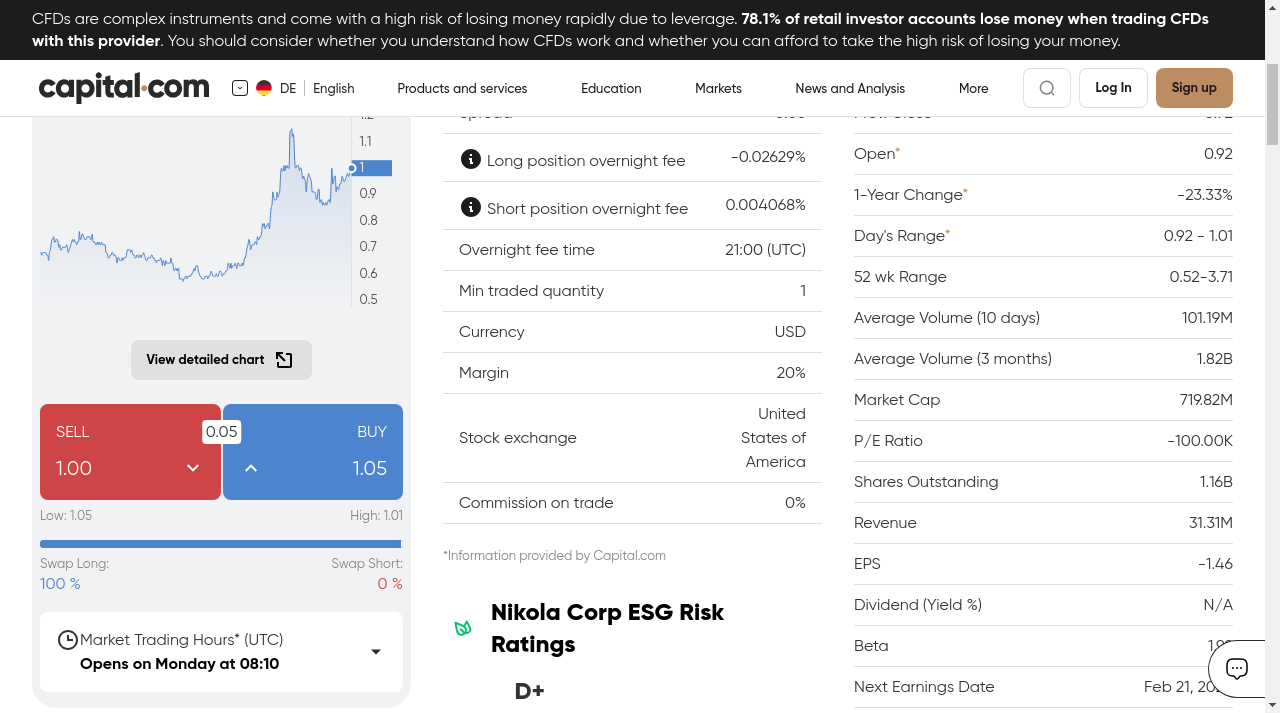 CFDs are complex instruments and come with a high risk of losing money rapidly due to leverage. 78.1% of retail investor accounts lose money when trading CFDs
with this provider. You should consider whether you understand how CFDs work and whether you can afford to take the high risk of losing your money.
capital.com
DE
English
Products and services
Education
Markets
News and Analysis
More
Log In
Sign up
1.2
1.1
1
0.9
0.8
0.7
0.6
0.5
View detailed chart
SELL
0.05
BUY
1.00
1.05
Low: 1.05
High: 1.01
Swap Long:
Swap Short:
100 %
0 %
Market Trading Hours* (UTC)
Opens on Monday at 08:10
Long position overnight fee
-0.02629%
Short position overnight fee
0.004068%
Overnight fee time
21:00 (UTC)
Min traded quantity
1
Currency
USD
Margin
20%
Stock exchange
United
States of
America
Commission on trade
0%
*Information provided by Capital.com
Nikola Corp ESG Risk
Ratings
D+
Open*
0.92
1-Year Change*
-23.33%
Day's Range*
0.92 - 1.01
52 wk Range
0.52-3.71
Average Volume (10 days)
101.19M
Average Volume (3 months)
1.82B
Market Cap
719.82M
P/E Ratio
-100.00K
Shares Outstanding
1.16B
Revenue
31.31M
EPS
-1.46
Dividend (Yield %)
N/A
Beta
Next Earnings Date
Feb 21,